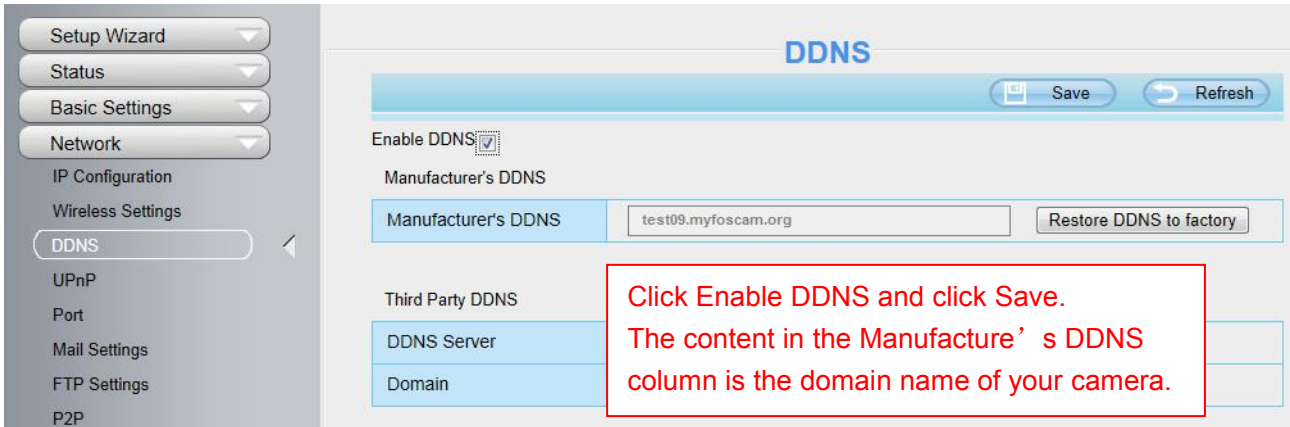 Setup Wizard
Status
Basic Settings
Network
IP Configuration
Wireless Settings
DDNS
UPnP
Port
Mail Settings
FTP Settings
P2P
DDNS
Save Refresh
Enable DDNS
Manufacturer's DDNS
Manufacturer's DDNS test09.myfoscam.org Restore DDNS to factory
Third Party DDNS
DDNS Server
Domain
Click Enable DDNS and click Save.
The content in the Manufacture’ s DDNS
column is the domain name of your camera.